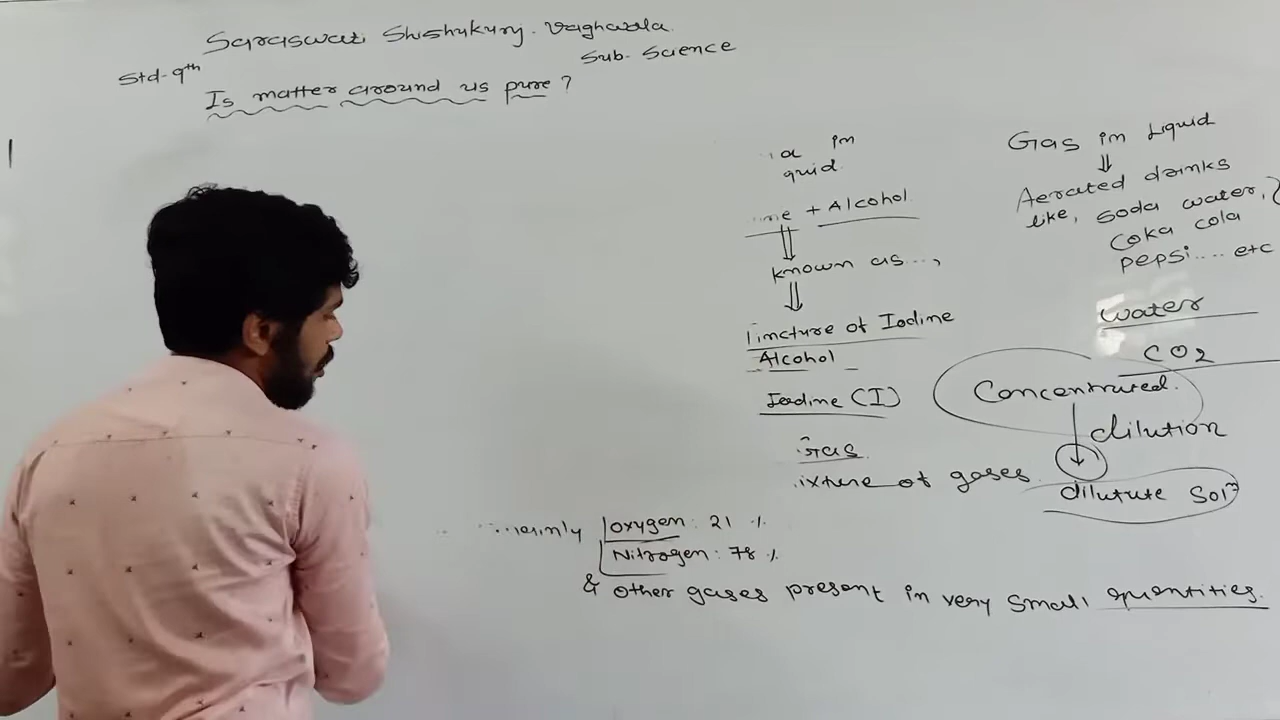 Saraswati Shishukunj. Vaghwala
Std-9th
Sub- Science
Is matter around us pure?
in
quid
+ Alcohol
known as..,
Tincture of Iodine
Alcohol
Iodine (I)
Gas
ixture of gases
mainly oxygen: 21 %
Nitrogen: 78 %
& other gases present in very small quantities.
Gas in Liquid
Aerated drinks
like, Soda water,
Coka cola
pepsi.... etc
water
CO2
Concentrated.
dilution
dilutute Solⁿ